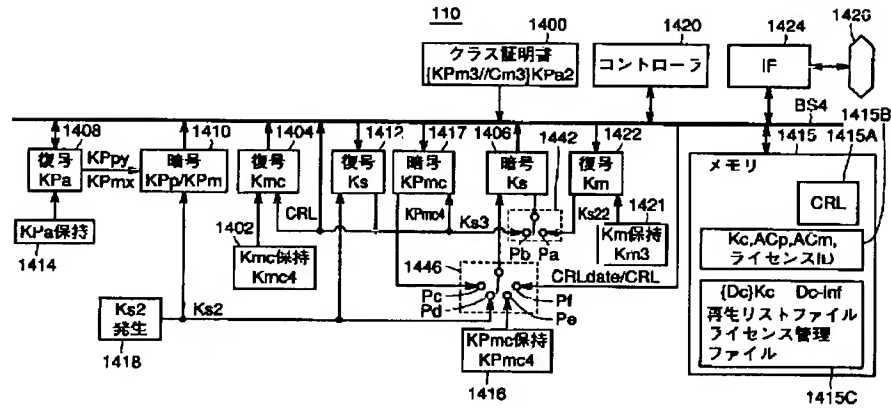 110
1400
クラス証明書
{KPm3//Cm3}KPa2
1420
コントローラ
1424
IF
1426
BS4
1408
復号
KPa
KPpy
KPmx
1410
暗号
KPp/KPm
1404
復号
Kmc
CRL
1412
復号
Ks
1417
暗号
KPmc
KPmc4
1406
暗号
Ks
1442
1422
復号
Km
Ks3
Ks22
Pb
Pa
1421
Km保持
Km3
KPa保持
1414
1402
Kmc保持
Kmc4
1446
Pc
Pd
Pf
Pe
CRLdate/CRL
Ks2
発生
1418
Ks2
KPmc保持
KPmc4
1416
1415
1415A
1415B
メモリ
CRL
Kc,ACp,ACm,
ライセンスID
{Dc}Kc Dc-inf
再生リストファイル
ライセンス管理
ファイル
1415C